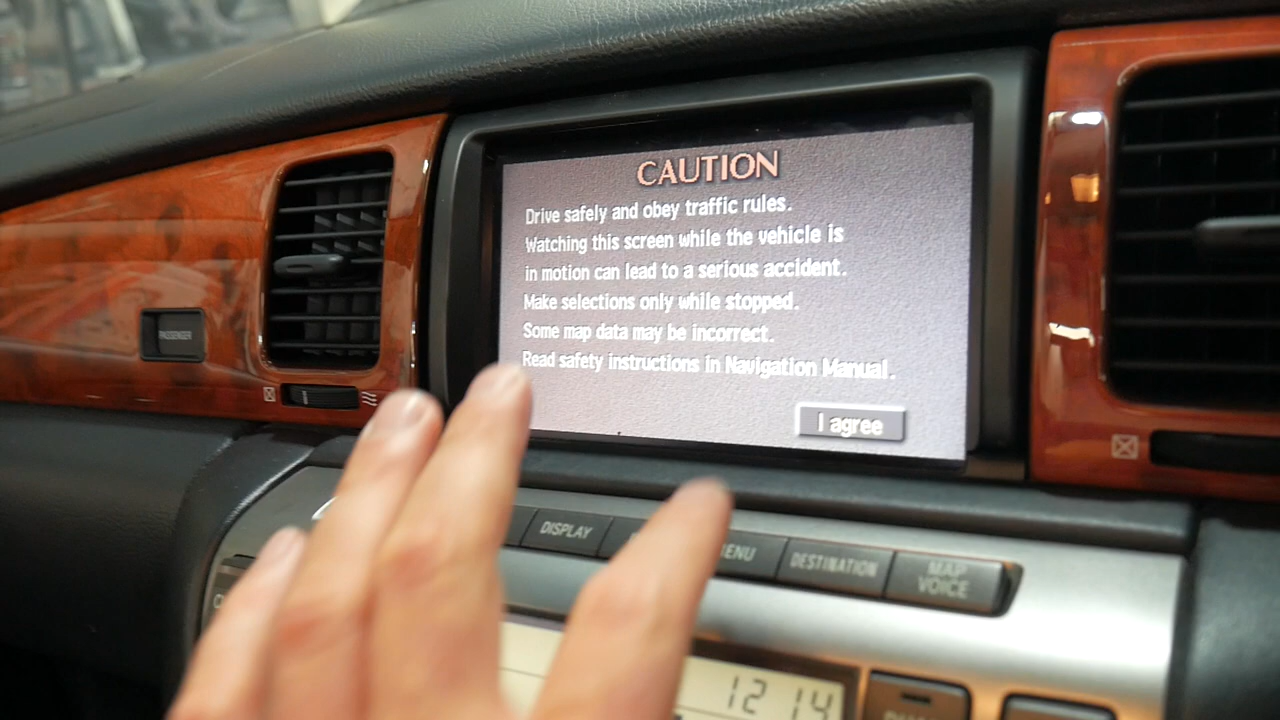 CAUTION
Drive safely and obey traffic rules.
Watching this screen while the vehicle is
in motion can lead to a serious accident.
Make selections only while stopped.
Some map data may be incorrect.
Read safety instructions in Navigation Manual.
I agree
PASSENGER
DISPLAY
DESTINATION
MAP
VOICE
12 14